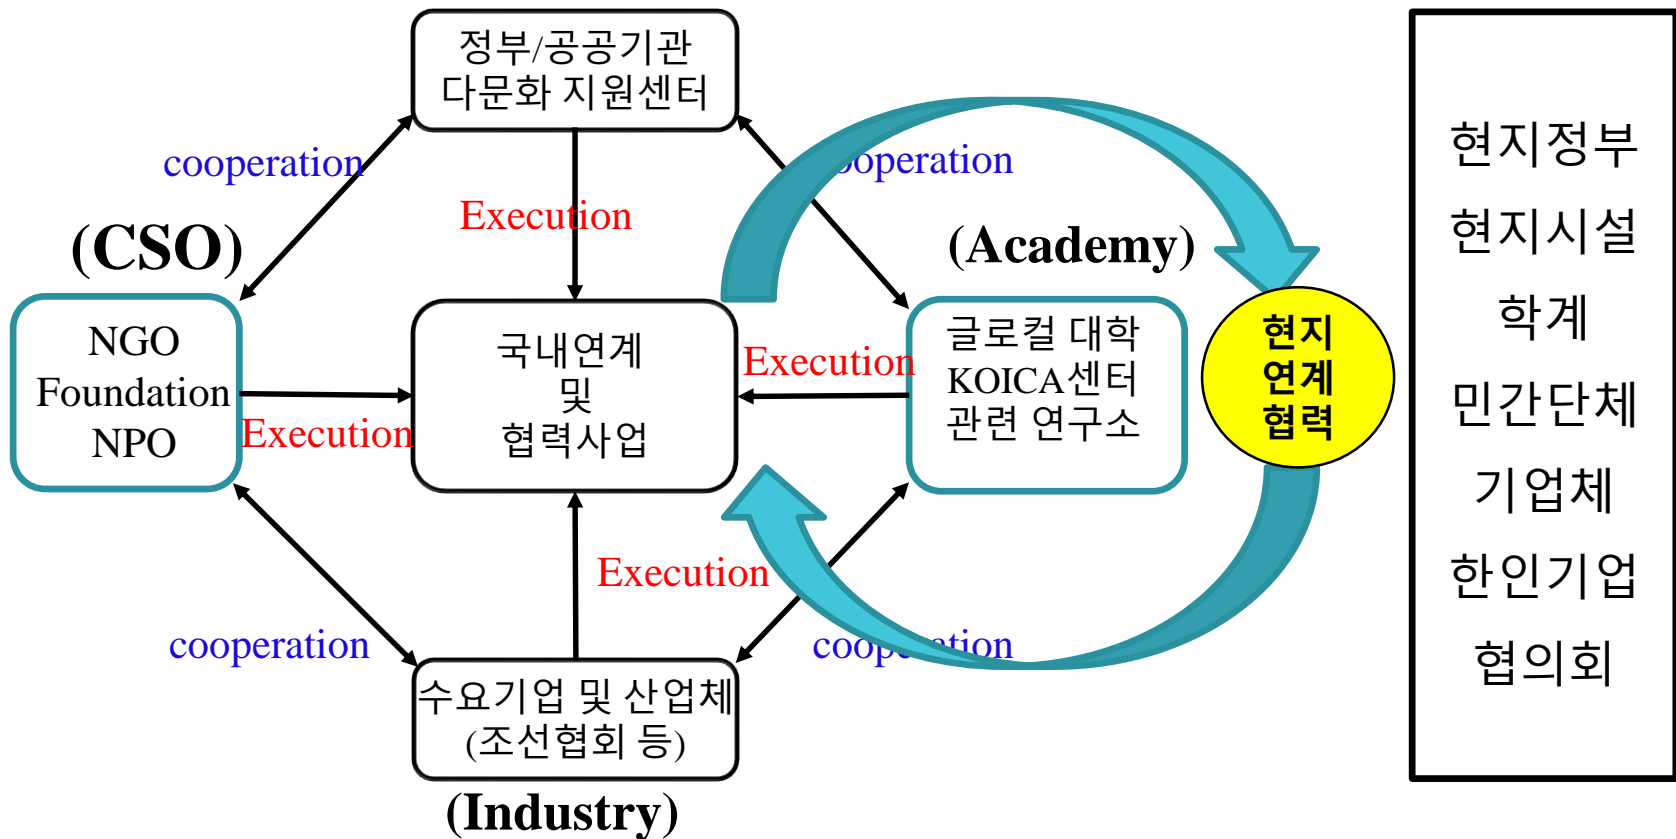 정부/공공기관
다문화 지원센터
cooperation
cooperation
Execution
(CSO)
(Academy)
NGO
Foundation
NPO
Execution
국내연계
및
협력사업
Execution
글로컬 대학
KOICA센터
관련 연구소
현지
연계
협력
Execution
cooperation
cooperation
수요기업 및 산업체
(조선협회 등)
(Industry)
현지정부
현지시설
학계
민간단체
기업체
한인기업
협의회